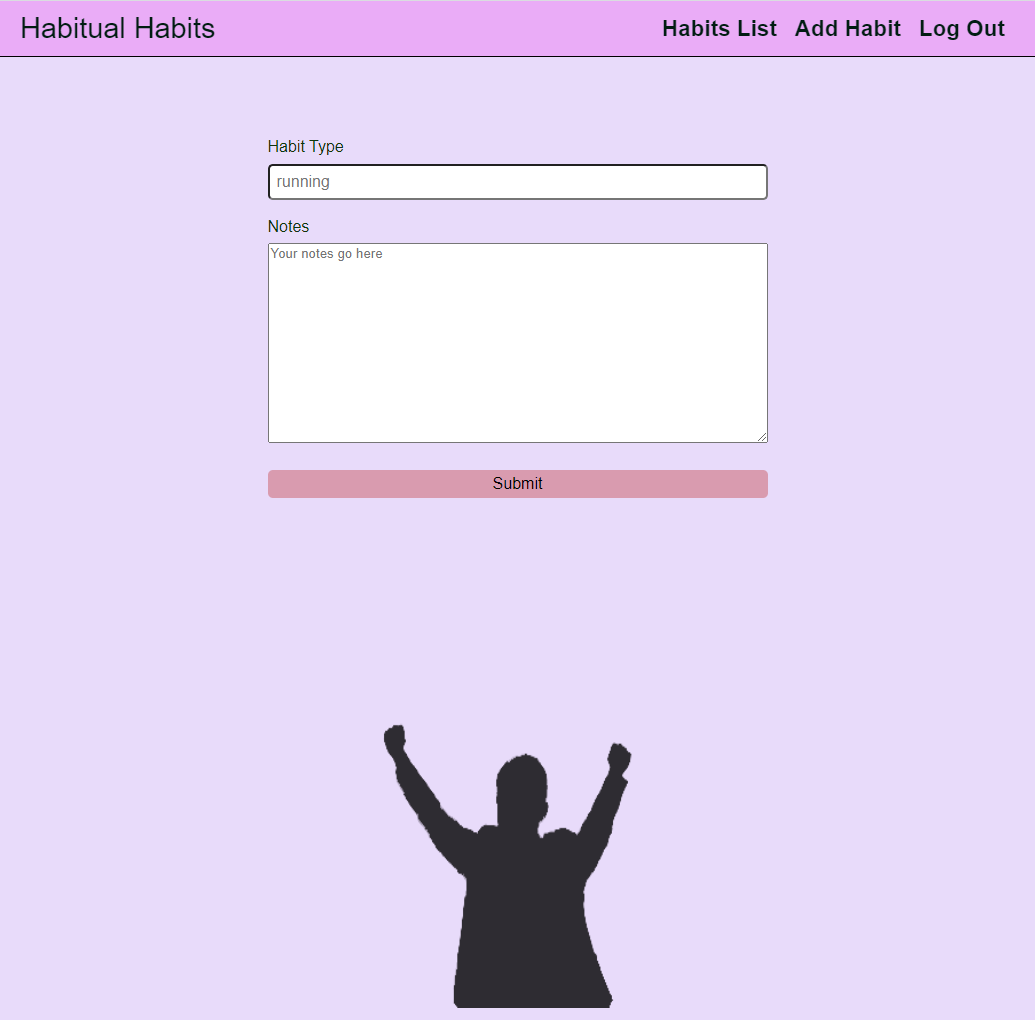 Habitual Habits
Habits List Add Habit Log Out
Habit Type
running
Notes
Your notes go here
Submit